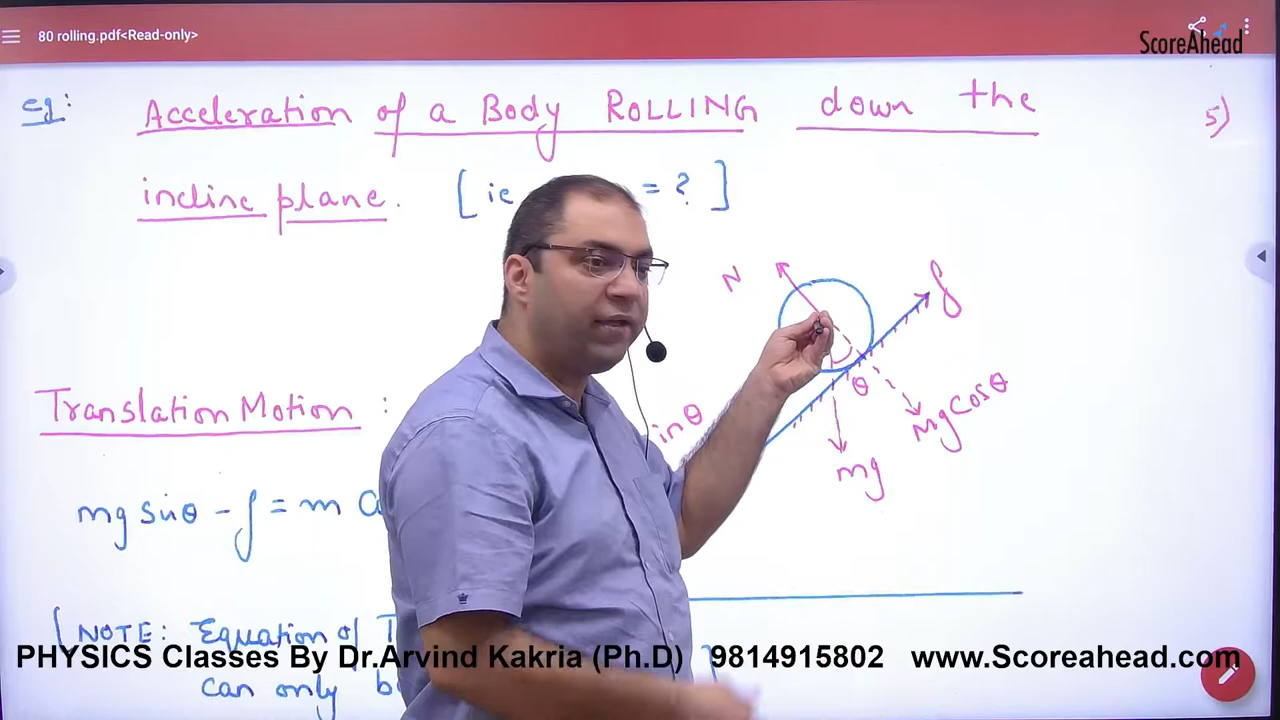 80 rolling.pdf<Read-only>
ScoreAhead
eg:
Acceleration of a Body ROLLING down the
5)
incline plane. [ie = ?]
N
f
θ
mg cosθ
inθ
mg
Translation Motion :
mg sinθ - f = m a
[NOTE: Equation of T
can only b
PHYSICS Classes By Dr.Arvind Kakria (Ph.D) 9814915802 www.Scoreahead.com